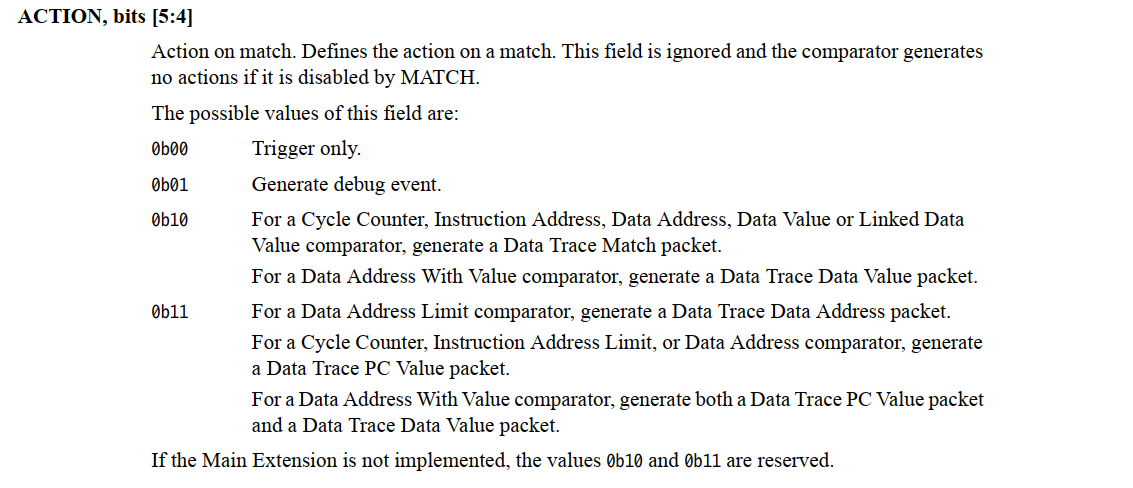 ACTION, bits [5:4]
Action on match. Defines the action on a match. This field is ignored and the comparator generates
no actions if it is disabled by MATCH.
The possible values of this field are:
0b00 Trigger only.
0b01 Generate debug event.
0b10 For a Cycle Counter, Instruction Address, Data Address, Data Value or Linked Data
Value comparator, generate a Data Trace Match packet.
For a Data Address With Value comparator, generate a Data Trace Data Value packet.
0b11 For a Data Address Limit comparator, generate a Data Trace Data Address packet.
For a Cycle Counter, Instruction Address Limit, or Data Address comparator, generate
a Data Trace PC Value packet.
For a Data Address With Value comparator, generate both a Data Trace PC Value packet
and a Data Trace Data Value packet.
If the Main Extension is not implemented, the values 0b10 and 0b11 are reserved.